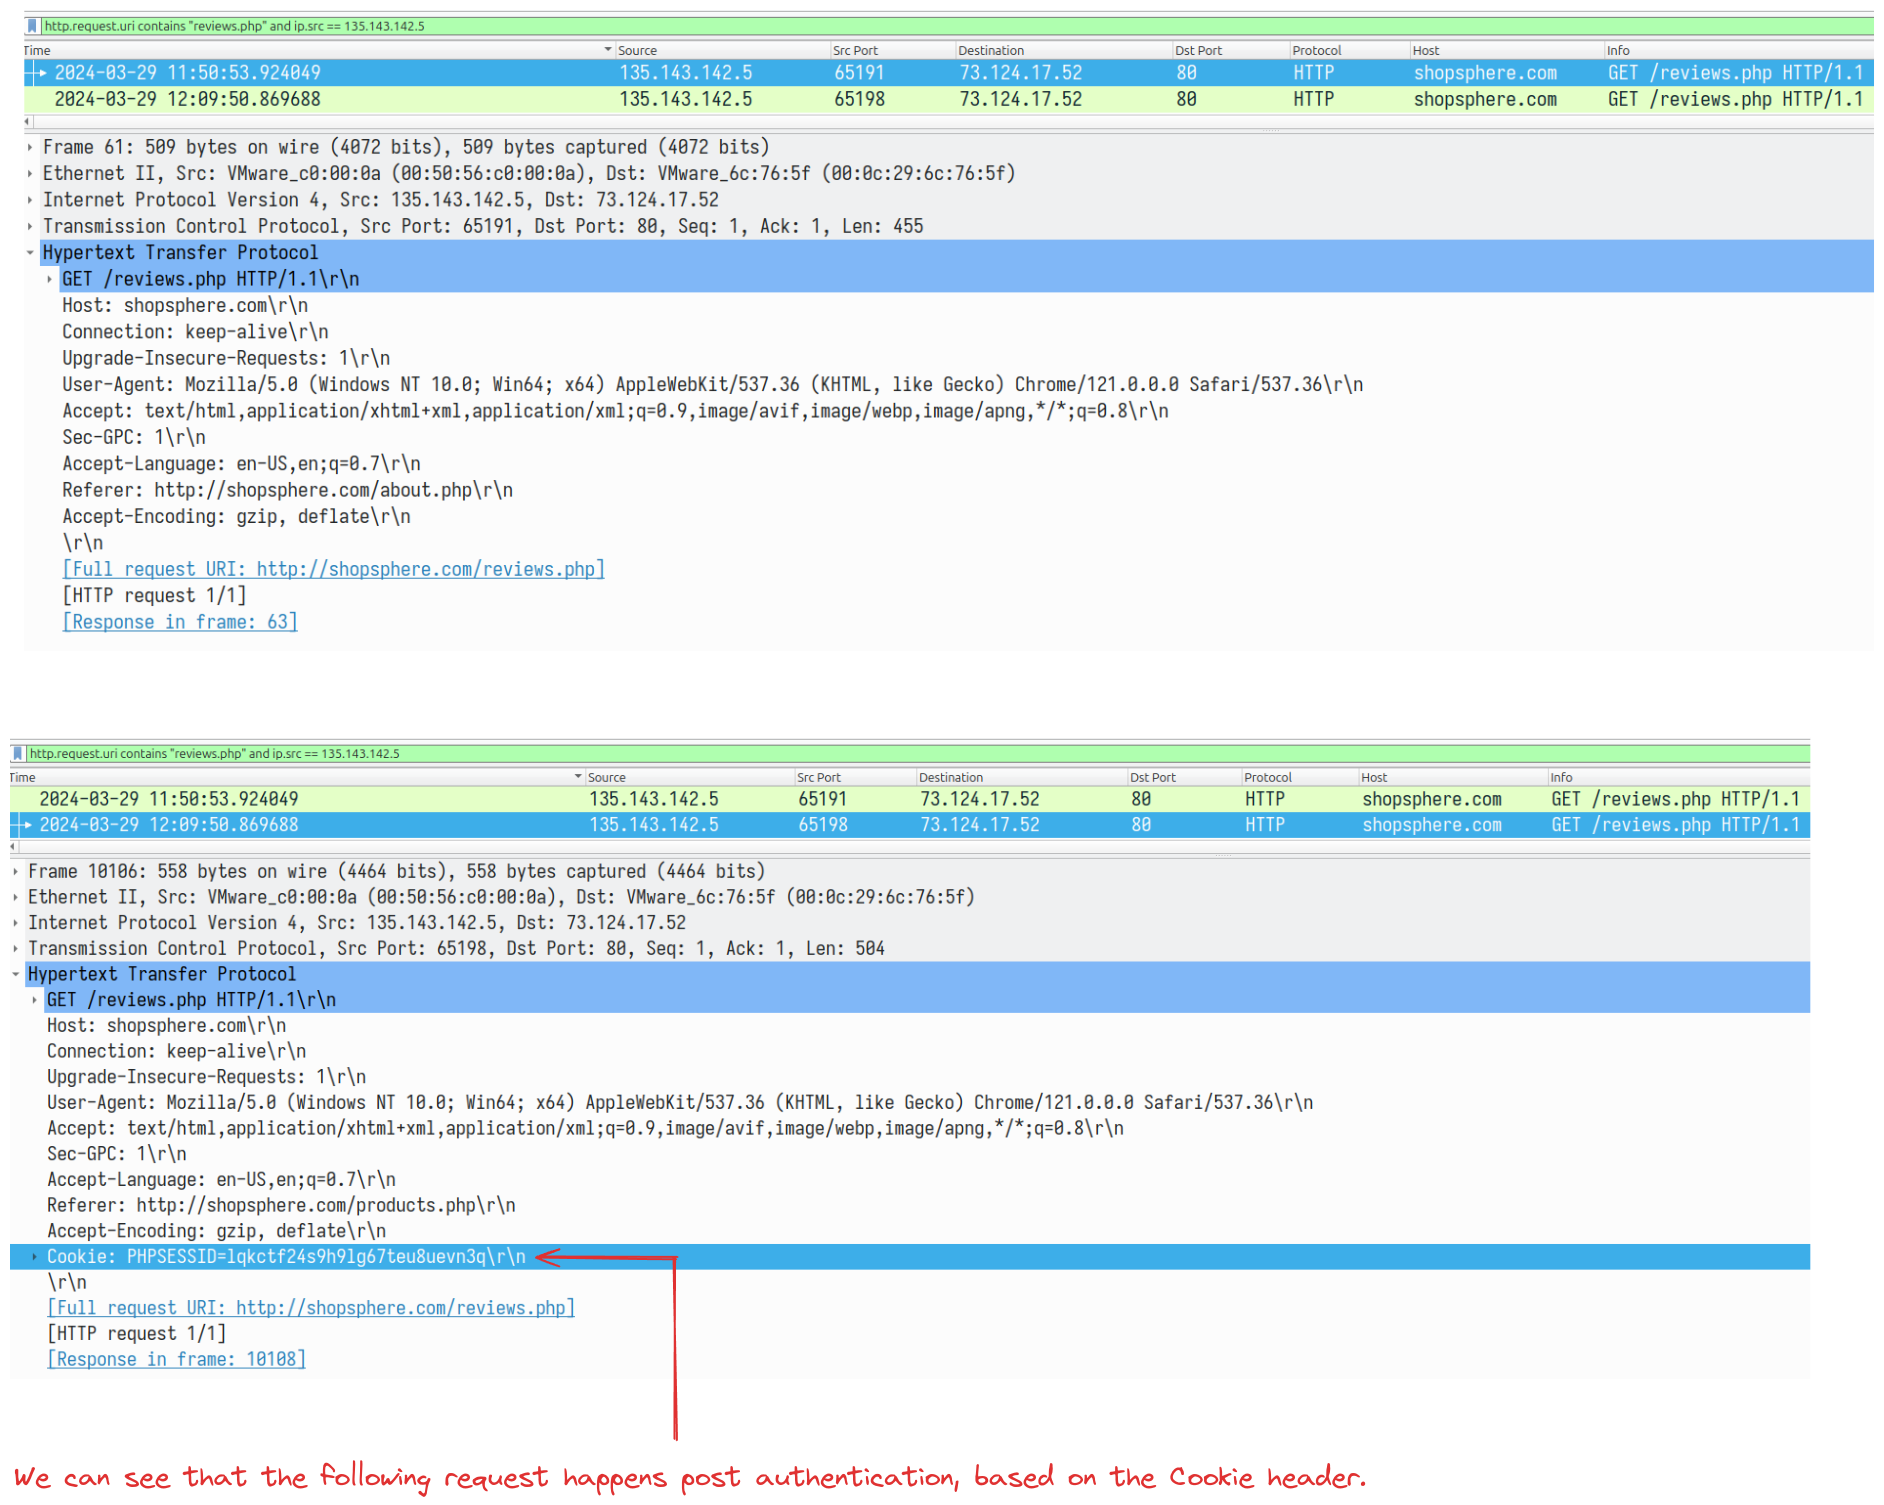 http.request.uri contains "reviews.php" and ip.src == 135.143.142.5
Time Source Src Port Destination Dst Port Protocol Host Info
2024-03-29 11:50:53.924049 135.143.142.5 65191 73.124.17.52 80 HTTP shopsphere.com GET /reviews.php HTTP/1.1
2024-03-29 12:09:50.869688 135.143.142.5 65198 73.124.17.52 80 HTTP shopsphere.com GET /reviews.php HTTP/1.1
Frame 61: 509 bytes on wire (4072 bits), 509 bytes captured (4072 bits)
Ethernet II, Src: VMware_c0:00:0a (00:50:56:c0:00:0a), Dst: VMware_6c:76:5f (00:0c:29:6c:76:5f)
Internet Protocol Version 4, Src: 135.143.142.5, Dst: 73.124.17.52
Transmission Control Protocol, Src Port: 65191, Dst Port: 80, Seq: 1, Ack: 1, Len: 455
Hypertext Transfer Protocol
GET /reviews.php HTTP/1.1\r\n
Host: shopsphere.com\r\n
Connection: keep-alive\r\n
Upgrade-Insecure-Requests: 1\r\n
User-Agent: Mozilla/5.0 (Windows NT 10.0; Win64; x64) AppleWebKit/537.36 (KHTML, like Gecko) Chrome/121.0.0.0 Safari/537.36\r\n
Accept: text/html,application/xhtml+xml,application/xml;q=0.9,image/avif,image/webp,image/apng,*/*;q=0.8\r\n
Sec-GPC: 1\r\n
Accept-Language: en-US,en;q=0.7\r\n
Referer: http://shopsphere.com/about.php\r\n
Accept-Encoding: gzip, deflate\r\n
\r\n
[Full request URI: http://shopsphere.com/reviews.php]
[HTTP request 1/1]
[Response in frame: 63]
http.request.uri contains "reviews.php" and ip.src == 135.143.142.5
Time Source Src Port Destination Dst Port Protocol Host Info
2024-03-29 11:50:53.924049 135.143.142.5 65191 73.124.17.52 80 HTTP shopsphere.com GET /reviews.php HTTP/1.1
2024-03-29 12:09:50.869688 135.143.142.5 65198 73.124.17.52 80 HTTP shopsphere.com GET /reviews.php HTTP/1.1
Frame 10106: 558 bytes on wire (4464 bits), 558 bytes captured (4464 bits)
Ethernet II, Src: VMware_c0:00:0a (00:50:56:c0:00:0a), Dst: VMware_6c:76:5f (00:0c:29:6c:76:5f)
Internet Protocol Version 4, Src: 135.143.142.5, Dst: 73.124.17.52
Transmission Control Protocol, Src Port: 65198, Dst Port: 80, Seq: 1, Ack: 1, Len: 504
Hypertext Transfer Protocol
GET /reviews.php HTTP/1.1\r\n
Host: shopsphere.com\r\n
Connection: keep-alive\r\n
Upgrade-Insecure-Requests: 1\r\n
User-Agent: Mozilla/5.0 (Windows NT 10.0; Win64; x64) AppleWebKit/537.36 (KHTML, like Gecko) Chrome/121.0.0.0 Safari/537.36\r\n
Accept: text/html,application/xhtml+xml,application/xml;q=0.9,image/avif,image/webp,image/apng,*/*;q=0.8\r\n
Sec-GPC: 1\r\n
Accept-Language: en-US,en;q=0.7\r\n
Referer: http://shopsphere.com/products.php\r\n
Accept-Encoding: gzip, deflate\r\n
Cookie: PHPSESSID=lqkctf24s9h9lg67teu8uevn3q\r\n
\r\n
[Full request URI: http://shopsphere.com/reviews.php]
[HTTP request 1/1]
[Response in frame: 10108]
We can see that the following request happens post authentication, based on the Cookie header.